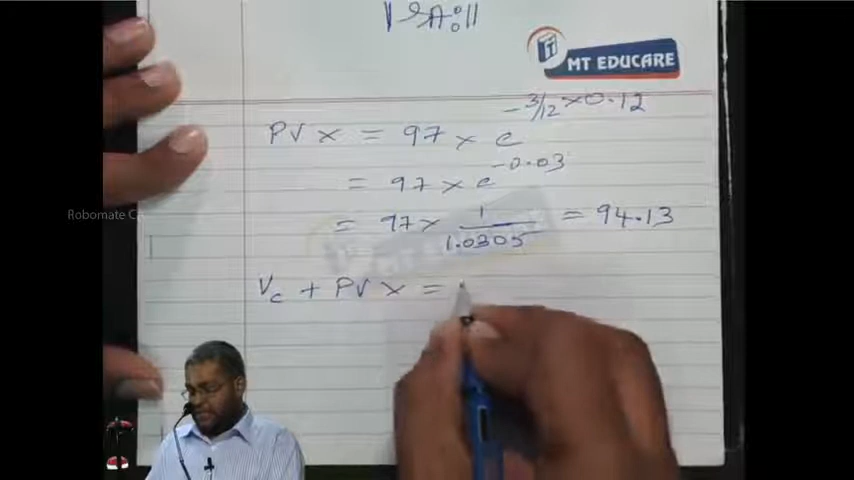 MT EDUCARE
PV x = 97 × e^(-3/12 × 0.12)
= 97 × e^(-0.03)
Robomate CA
= 97 × 1/1.0305 = 94.13
Vc + PV x =